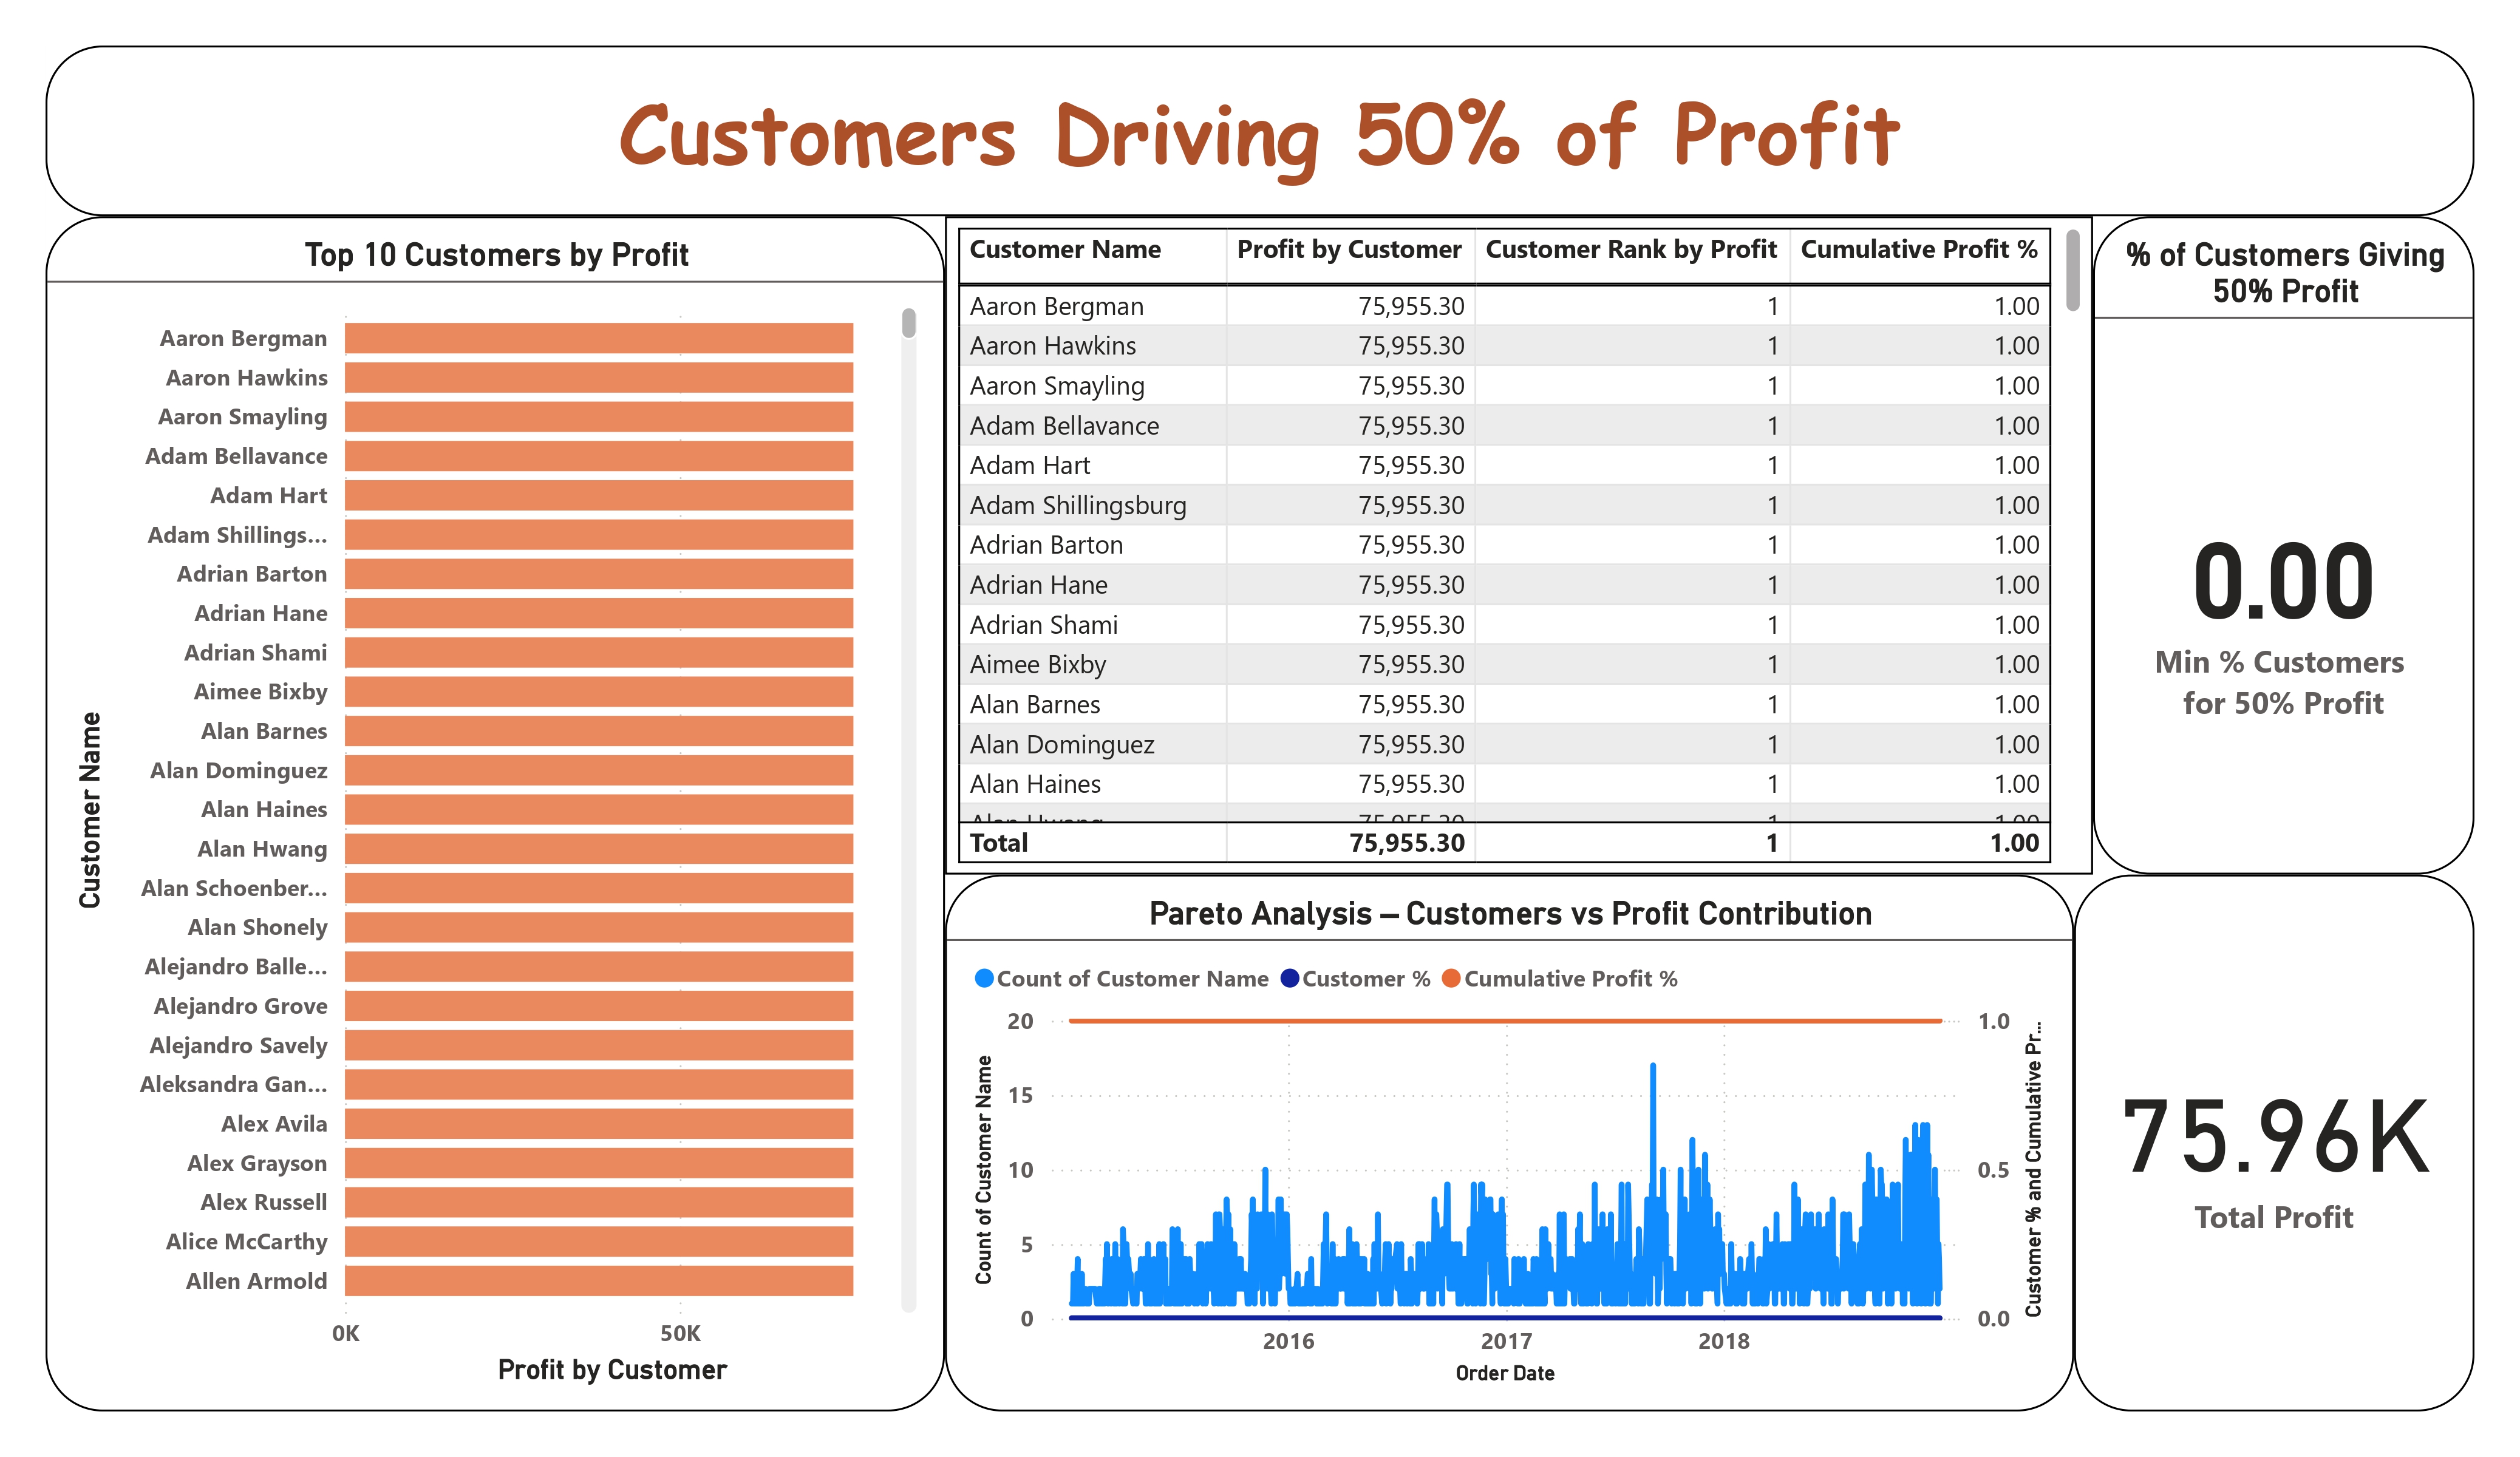 Customers Driving 50% of Profit
Top 10 Customers by Profit
Customer Name
Aaron Bergman
Aaron Hawkins
Aaron Smayling
Adam Bellavance
Adam Hart
Adam Shillings...
Adrian Barton
Adrian Hane
Adrian Shami
Aimee Bixby
Alan Barnes
Alan Dominguez
Alan Haines
Alan Hwang
Alan Schoenber...
Alan Shonely
Alejandro Balle...
Alejandro Grove
Alejandro Savely
Aleksandra Gan...
Alex Avila
Alex Grayson
Alex Russell
Alice McCarthy
Allen Armold
0K 50K
Profit by Customer
Customer Name Profit by Customer Customer Rank by Profit Cumulative Profit %
Aaron Bergman 75,955.30 1 1.00
Aaron Hawkins 75,955.30 1 1.00
Aaron Smayling 75,955.30 1 1.00
Adam Bellavance 75,955.30 1 1.00
Adam Hart 75,955.30 1 1.00
Adam Shillingsburg 75,955.30 1 1.00
Adrian Barton 75,955.30 1 1.00
Adrian Hane 75,955.30 1 1.00
Adrian Shami 75,955.30 1 1.00
Aimee Bixby 75,955.30 1 1.00
Alan Barnes 75,955.30 1 1.00
Alan Dominguez 75,955.30 1 1.00
Alan Haines 75,955.30 1 1.00
Alan Hwang 75,955.30 1 1.00
Total 75,955.30 1 1.00
% of Customers Giving
50% Profit
0.00
Min % Customers
for 50% Profit
Pareto Analysis – Customers vs Profit Contribution
Count of Customer Name Customer % Cumulative Profit %
Count of Customer Name
20
15
10
5
0
1.0
0.5
0.0
Customer % and Cumulative Pr...
2016 2017 2018
Order Date
75.96K
Total Profit